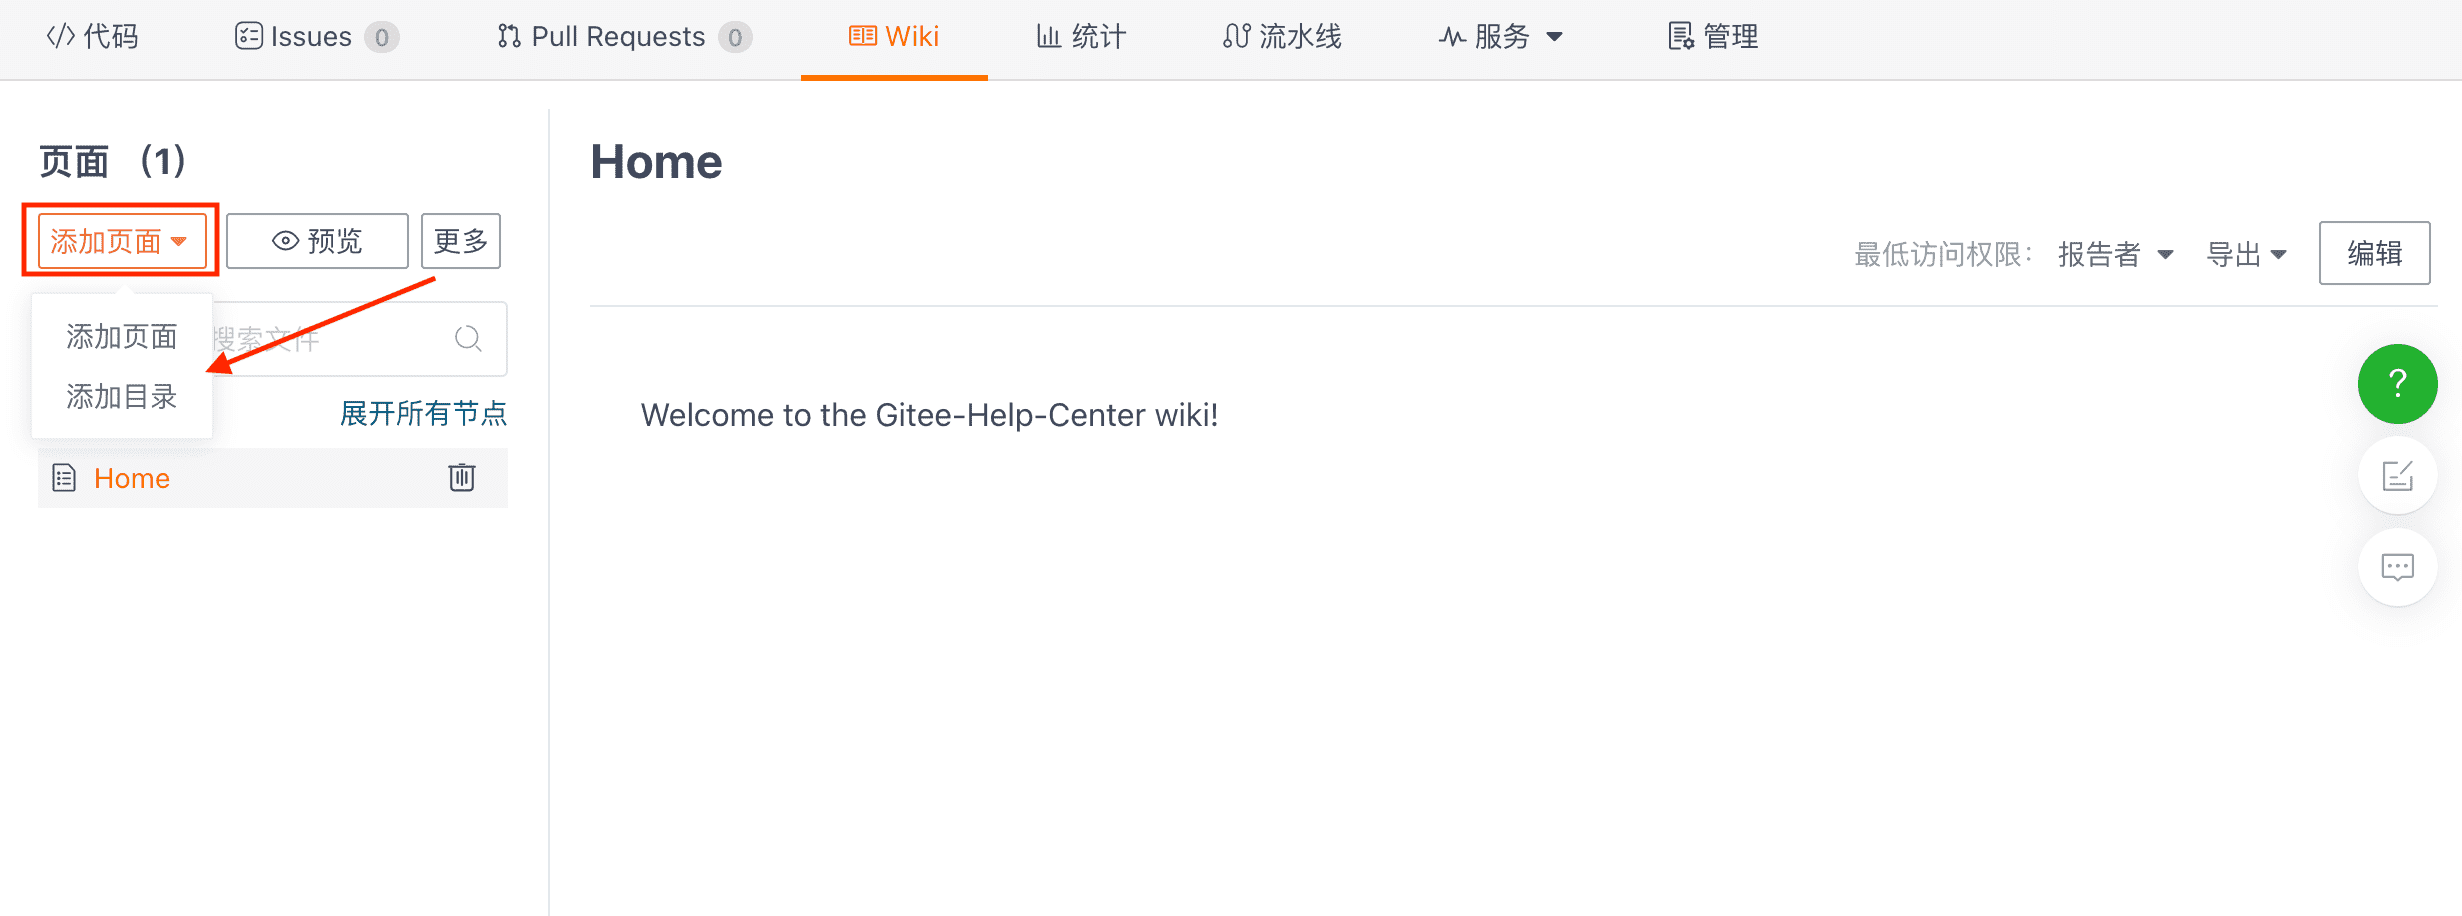 代码 Issues 0 Pull Requests 0 Wiki 统计 流水线 服务 管理
页面 (1)
添加页面 预览 更多
添加页面
添加目录
搜索文件
展开所有节点
Home
Home
最低访问权限： 报告者 导出 编辑
Welcome to the Gitee-Help-Center wiki!
?